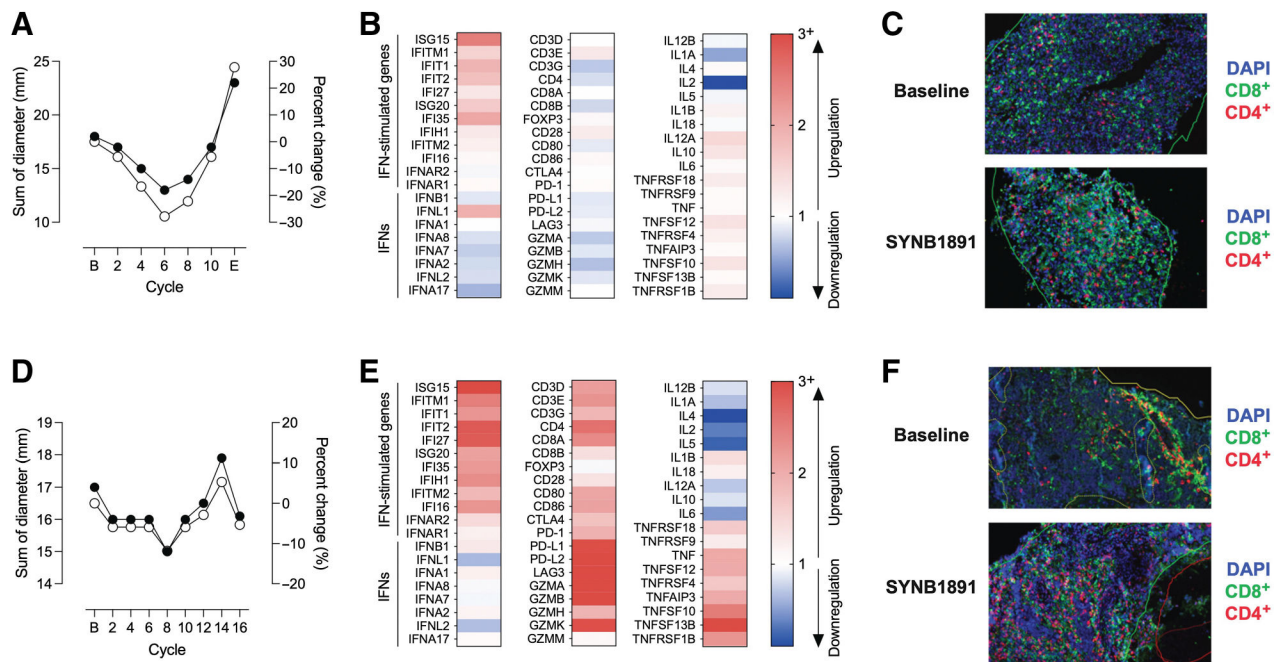 A
Sum of diameter (mm)
25
20
15
10
30
20
10
0
−10
−20
−30
Percent change (%)
B 2 4 6 8 10 E
Cycle
B
IFN-stimulated genes
IFNs
ISG15
IFITM1
IFIT1
IFIT2
IFI27
ISG20
IFI35
IFIH1
IFITM2
IFI16
IFNAR2
IFNAR1
IFNB1
IFNL1
IFNA1
IFNA8
IFNA7
IFNA2
IFNL2
IFNA17
CD3D
CD3E
CD3G
CD4
CD8A
CD8B
FOXP3
CD28
CD80
CD86
CTLA4
PD-1
PD-L1
PD-L2
LAG3
GZMA
GZMB
GZMH
GZMK
GZMM
IL12B
IL1A
IL4
IL2
IL5
IL1B
IL18
IL12A
IL10
IL6
TNFRSF18
TNFRSF9
TNF
TNFSF12
TNFRSF4
TNFAIP3
TNFSF10
TNFSF13B
TNFRSF1B
3+
2
1
Upregulation
Downregulation
C
Baseline
DAPI
CD8+
CD4+
SYNB1891
DAPI
CD8+
CD4+
D
Sum of diameter (mm)
19
18
17
16
15
14
20
10
0
−10
−20
Percent change (%)
B 2 4 6 8 10 12 14 16
Cycle
E
IFN-stimulated genes
IFNs
ISG15
IFITM1
IFIT1
IFIT2
IFI27
ISG20
IFI35
IFIH1
IFITM2
IFI16
IFNAR2
IFNAR1
IFNB1
IFNL1
IFNA1
IFNA8
IFNA7
IFNA2
IFNL2
IFNA17
CD3D
CD3E
CD3G
CD4
CD8A
CD8B
FOXP3
CD28
CD80
CD86
CTLA4
PD-1
PD-L1
PD-L2
LAG3
GZMA
GZMB
GZMH
GZMK
GZMM
IL12B
IL1A
IL4
IL2
IL5
IL1B
IL18
IL12A
IL10
IL6
TNFRSF18
TNFRSF9
TNF
TNFSF12
TNFRSF4
TNFAIP3
TNFSF10
TNFSF13B
TNFRSF1B
3+
2
1
Upregulation
Downregulation
F
Baseline
DAPI
CD8+
CD4+
SYNB1891
DAPI
CD8+
CD4+